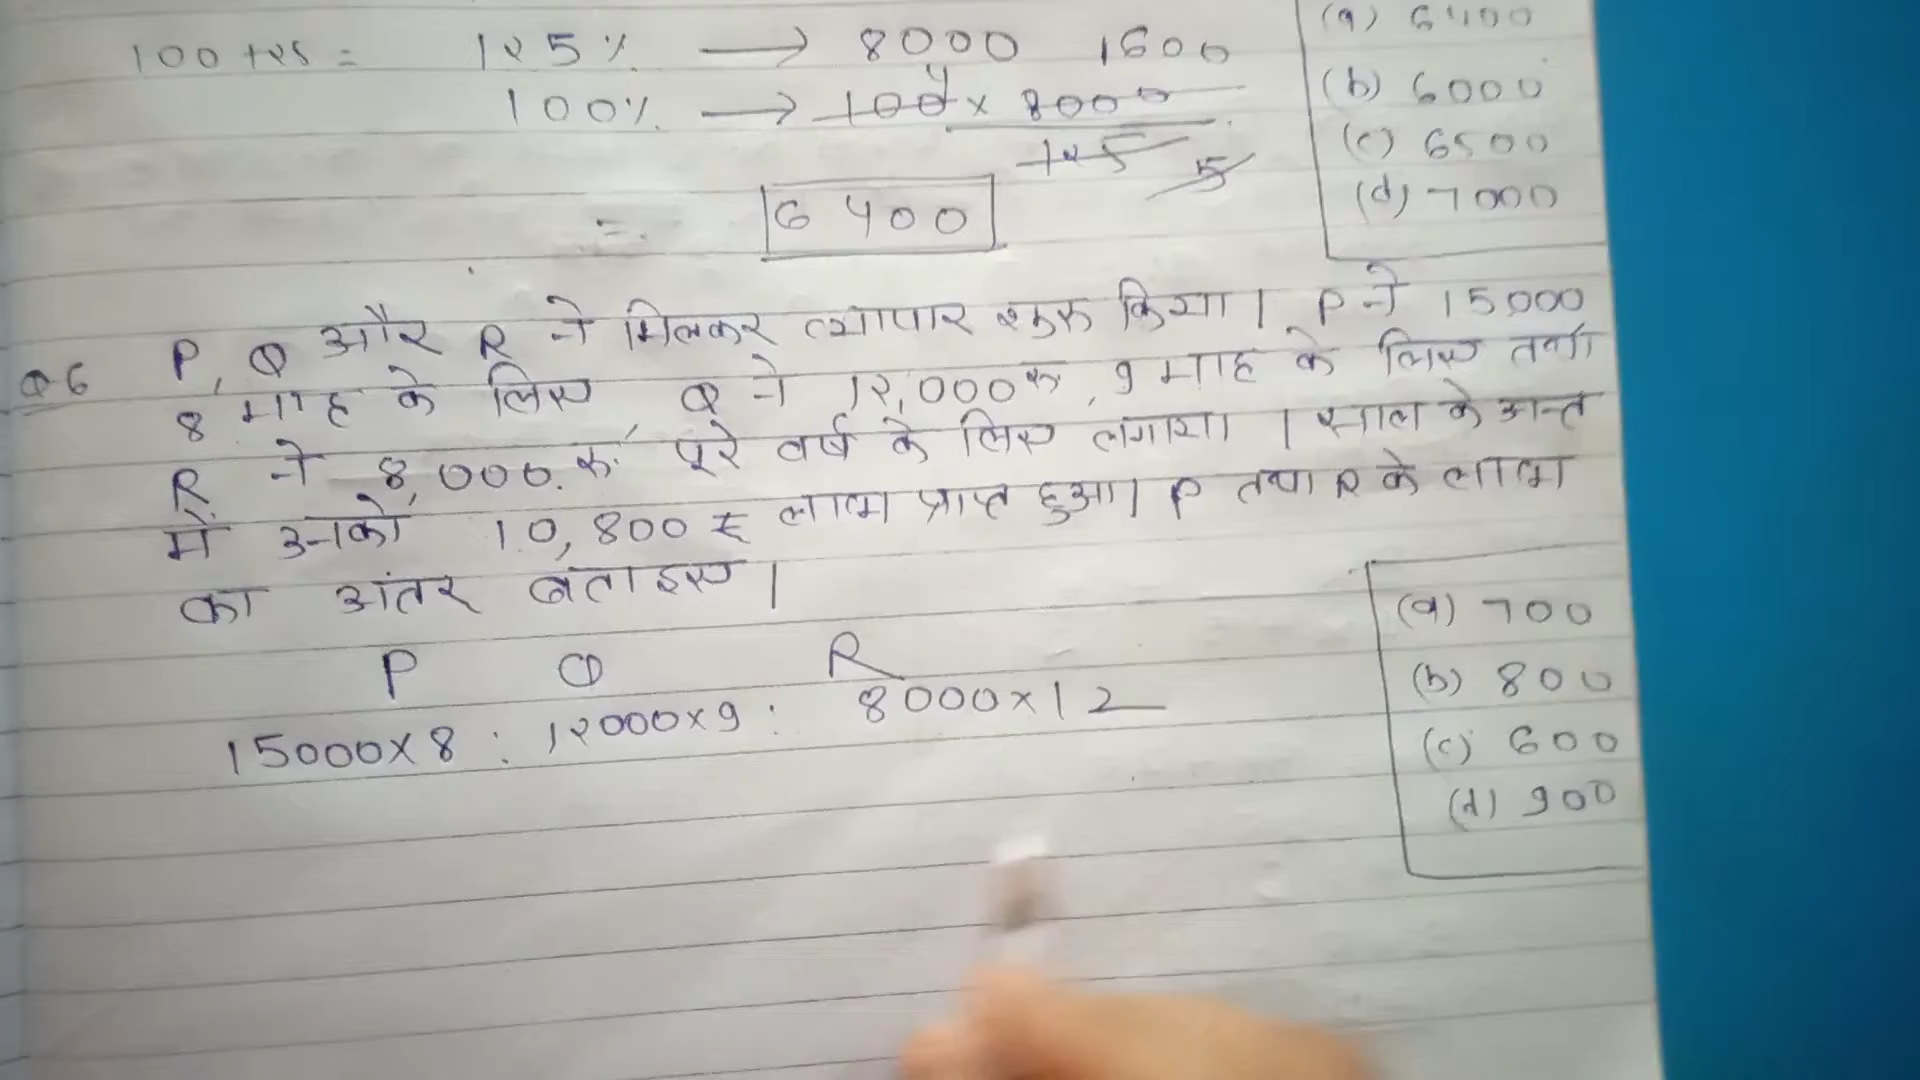 100 + 25 = 125% → 8000 1600
100% → 100 × 8000 4
125 5
= 6400
(a) 6400
(b) 6000
(c) 6500
(d) 7000
Q6 P, Q और R ने मिलकर व्यापार शुरू किया। P ने 15000
8 माह के लिए, Q ने 12,000 रू, 9 माह के लिए तथा
R ने 8,000 रू. पूरे वर्ष के लिए लगाया। साल के अन्त
में उनको 10,800 ₹ लाभ प्राप्त हुआ। P तथा R के लाभ
का अंतर बताइए।
P Q R
15000×8 : 12000×9 : 8000×12
(a) 700
(b) 800
(c) 600
(d) 900